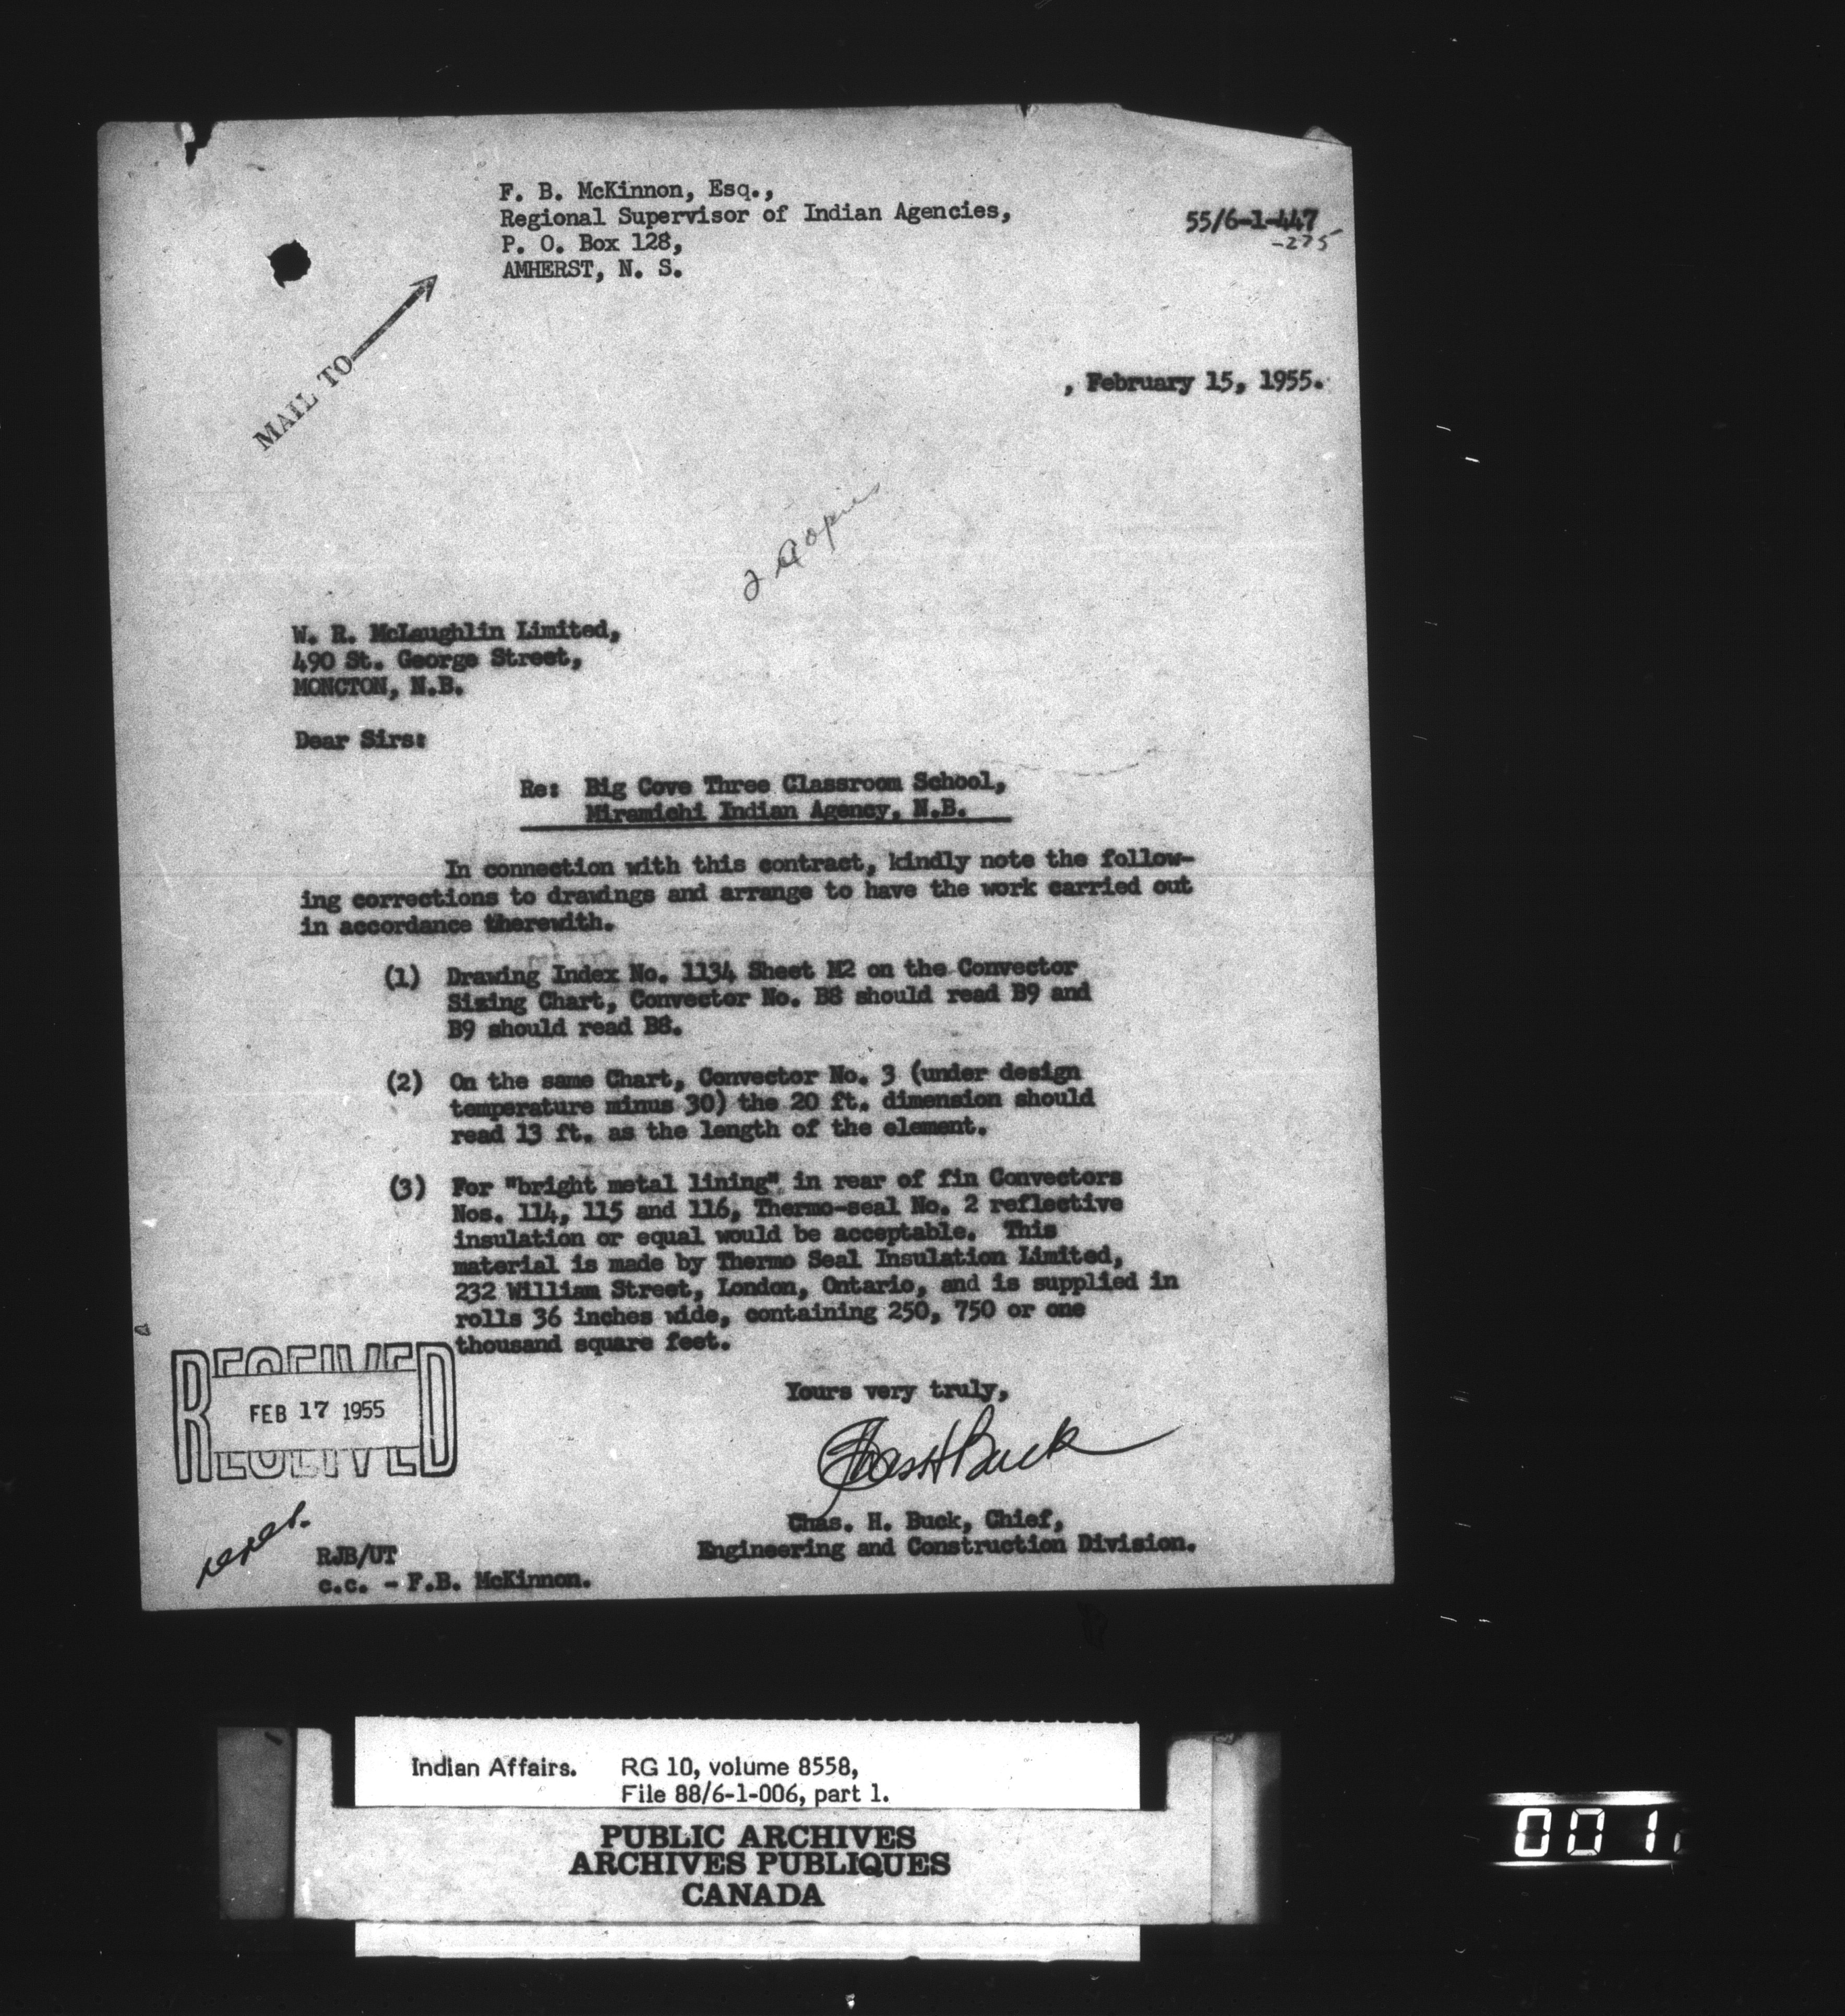 F. B. McKinnon, Esq.,
Regional Supervisor of Indian Agencies,
P. O. Box 128,
AMHERST, N. S.
55/6-1-447
-275
MAIL TO
, February 15, 1955.
2 copies
W. R. McLaughlin Limited,
490 St. George Street,
MONCTON, N.B.
Dear Sirs:
Re: Big Cove Three Classroom School,
Miramichi Indian Agency, N.B.
In connection with this contract, kindly note the follow-
ing corrections to drawings and arrange to have the work carried out
in accordance therewith.
(1) Drawing Index No. 1134 Sheet M2 on the Convector
Sizing Chart, Convector No. B8 should read B9 and
B9 should read B8.
(2) On the same Chart, Convector No. 3 (under design
temperature minus 30) the 20 ft. dimension should
read 13 ft. as the length of the element.
(3) For "bright metal lining" in rear of fin Convectors
Nos. 114, 115 and 116, Thermo-seal No. 2 reflective
insulation or equal would be acceptable. This
material is made by Thermo Seal Insulation Limited,
232 William Street, London, Ontario, and is supplied in
rolls 36 inches wide, containing 250, 750 or one
thousand square feet.
RECEIVED
FEB 17 1955
RECEIVED
Yours very truly,
Chas H Buck
Chas. H. Buck, Chief,
Engineering and Construction Division.
RJB/UT
c.c. - F.B. McKinnon.
Indian Affairs. RG 10, volume 8558,
File 88/6-1-006, part 1.
PUBLIC ARCHIVES
ARCHIVES PUBLIQUES
CANADA
001